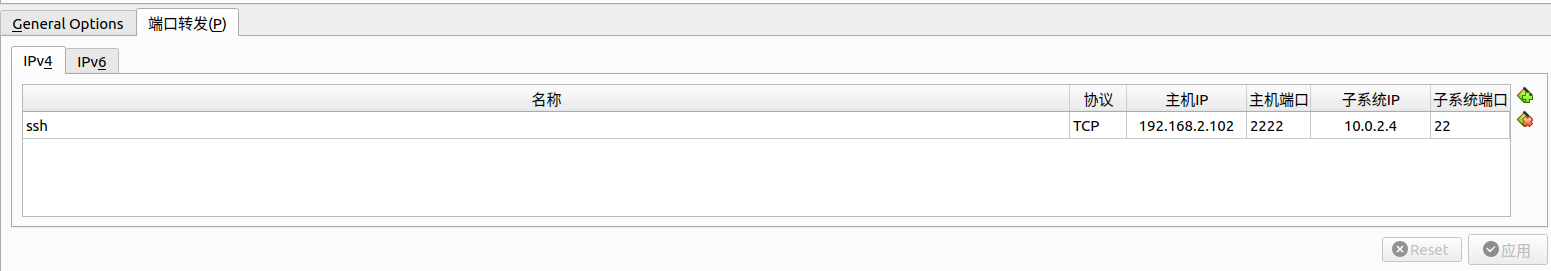 General Options 端口转发(P)
IPv4 IPv6
名称 协议 主机IP 主机端口 子系统IP 子系统端口
ssh TCP 192.168.2.102 2222 10.0.2.4 22
Reset 应用